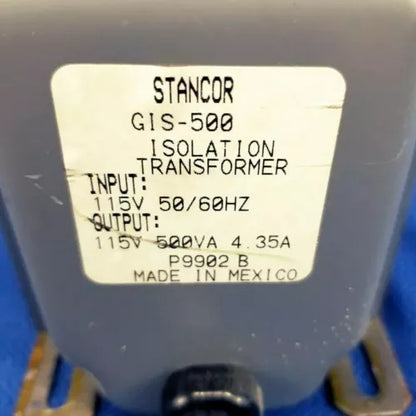 STANCOR
GIS-500
ISOLATION
TRANSFORMER
INPUT:
115V 50/60HZ
OUTPUT:
115V 500VA 4.35A
P9902 B
MADE IN MEXICO